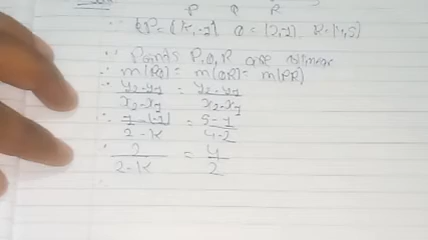 P Q R
∵ P = (k, -1) Q = (2, 1) R = (4, 5)
∵ Points P, Q, R are collinear
∴ m(PQ) = m(QR) = m(PR)
∴ y₂-y₁ / x₂-x₁ = y₂-y₁ / x₂-x₁
∴ 1-(-1) / 2-k = 5-1 / 4-2
∴ 2 / 2-k = 4 / 2